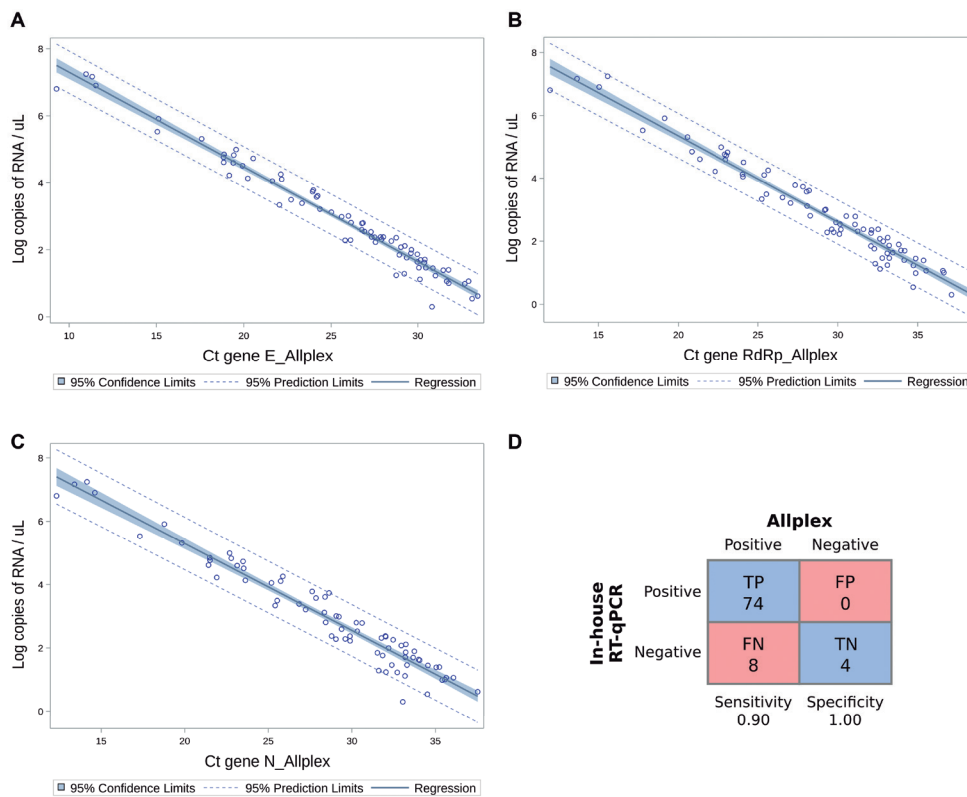 A
8
6
4
2
0
Log copies of RNA / uL
10 15 20 25 30
Ct gene E_Allplex
95% Confidence Limits 95% Prediction Limits Regression
B
8
6
4
2
0
Log copies of RNA / uL
15 20 25 30 35
Ct gene RdRp_Allplex
95% Confidence Limits 95% Prediction Limits Regression
C
8
6
4
2
0
Log copies of RNA / uL
15 20 25 30 35
Ct gene N_Allplex
95% Confidence Limits 95% Prediction Limits Regression
D
Allplex
Positive Negative
In-house
RT-qPCR
Positive
TP FP
74 0
Negative
FN TN
8 4
Sensitivity Specificity
0.90 1.00